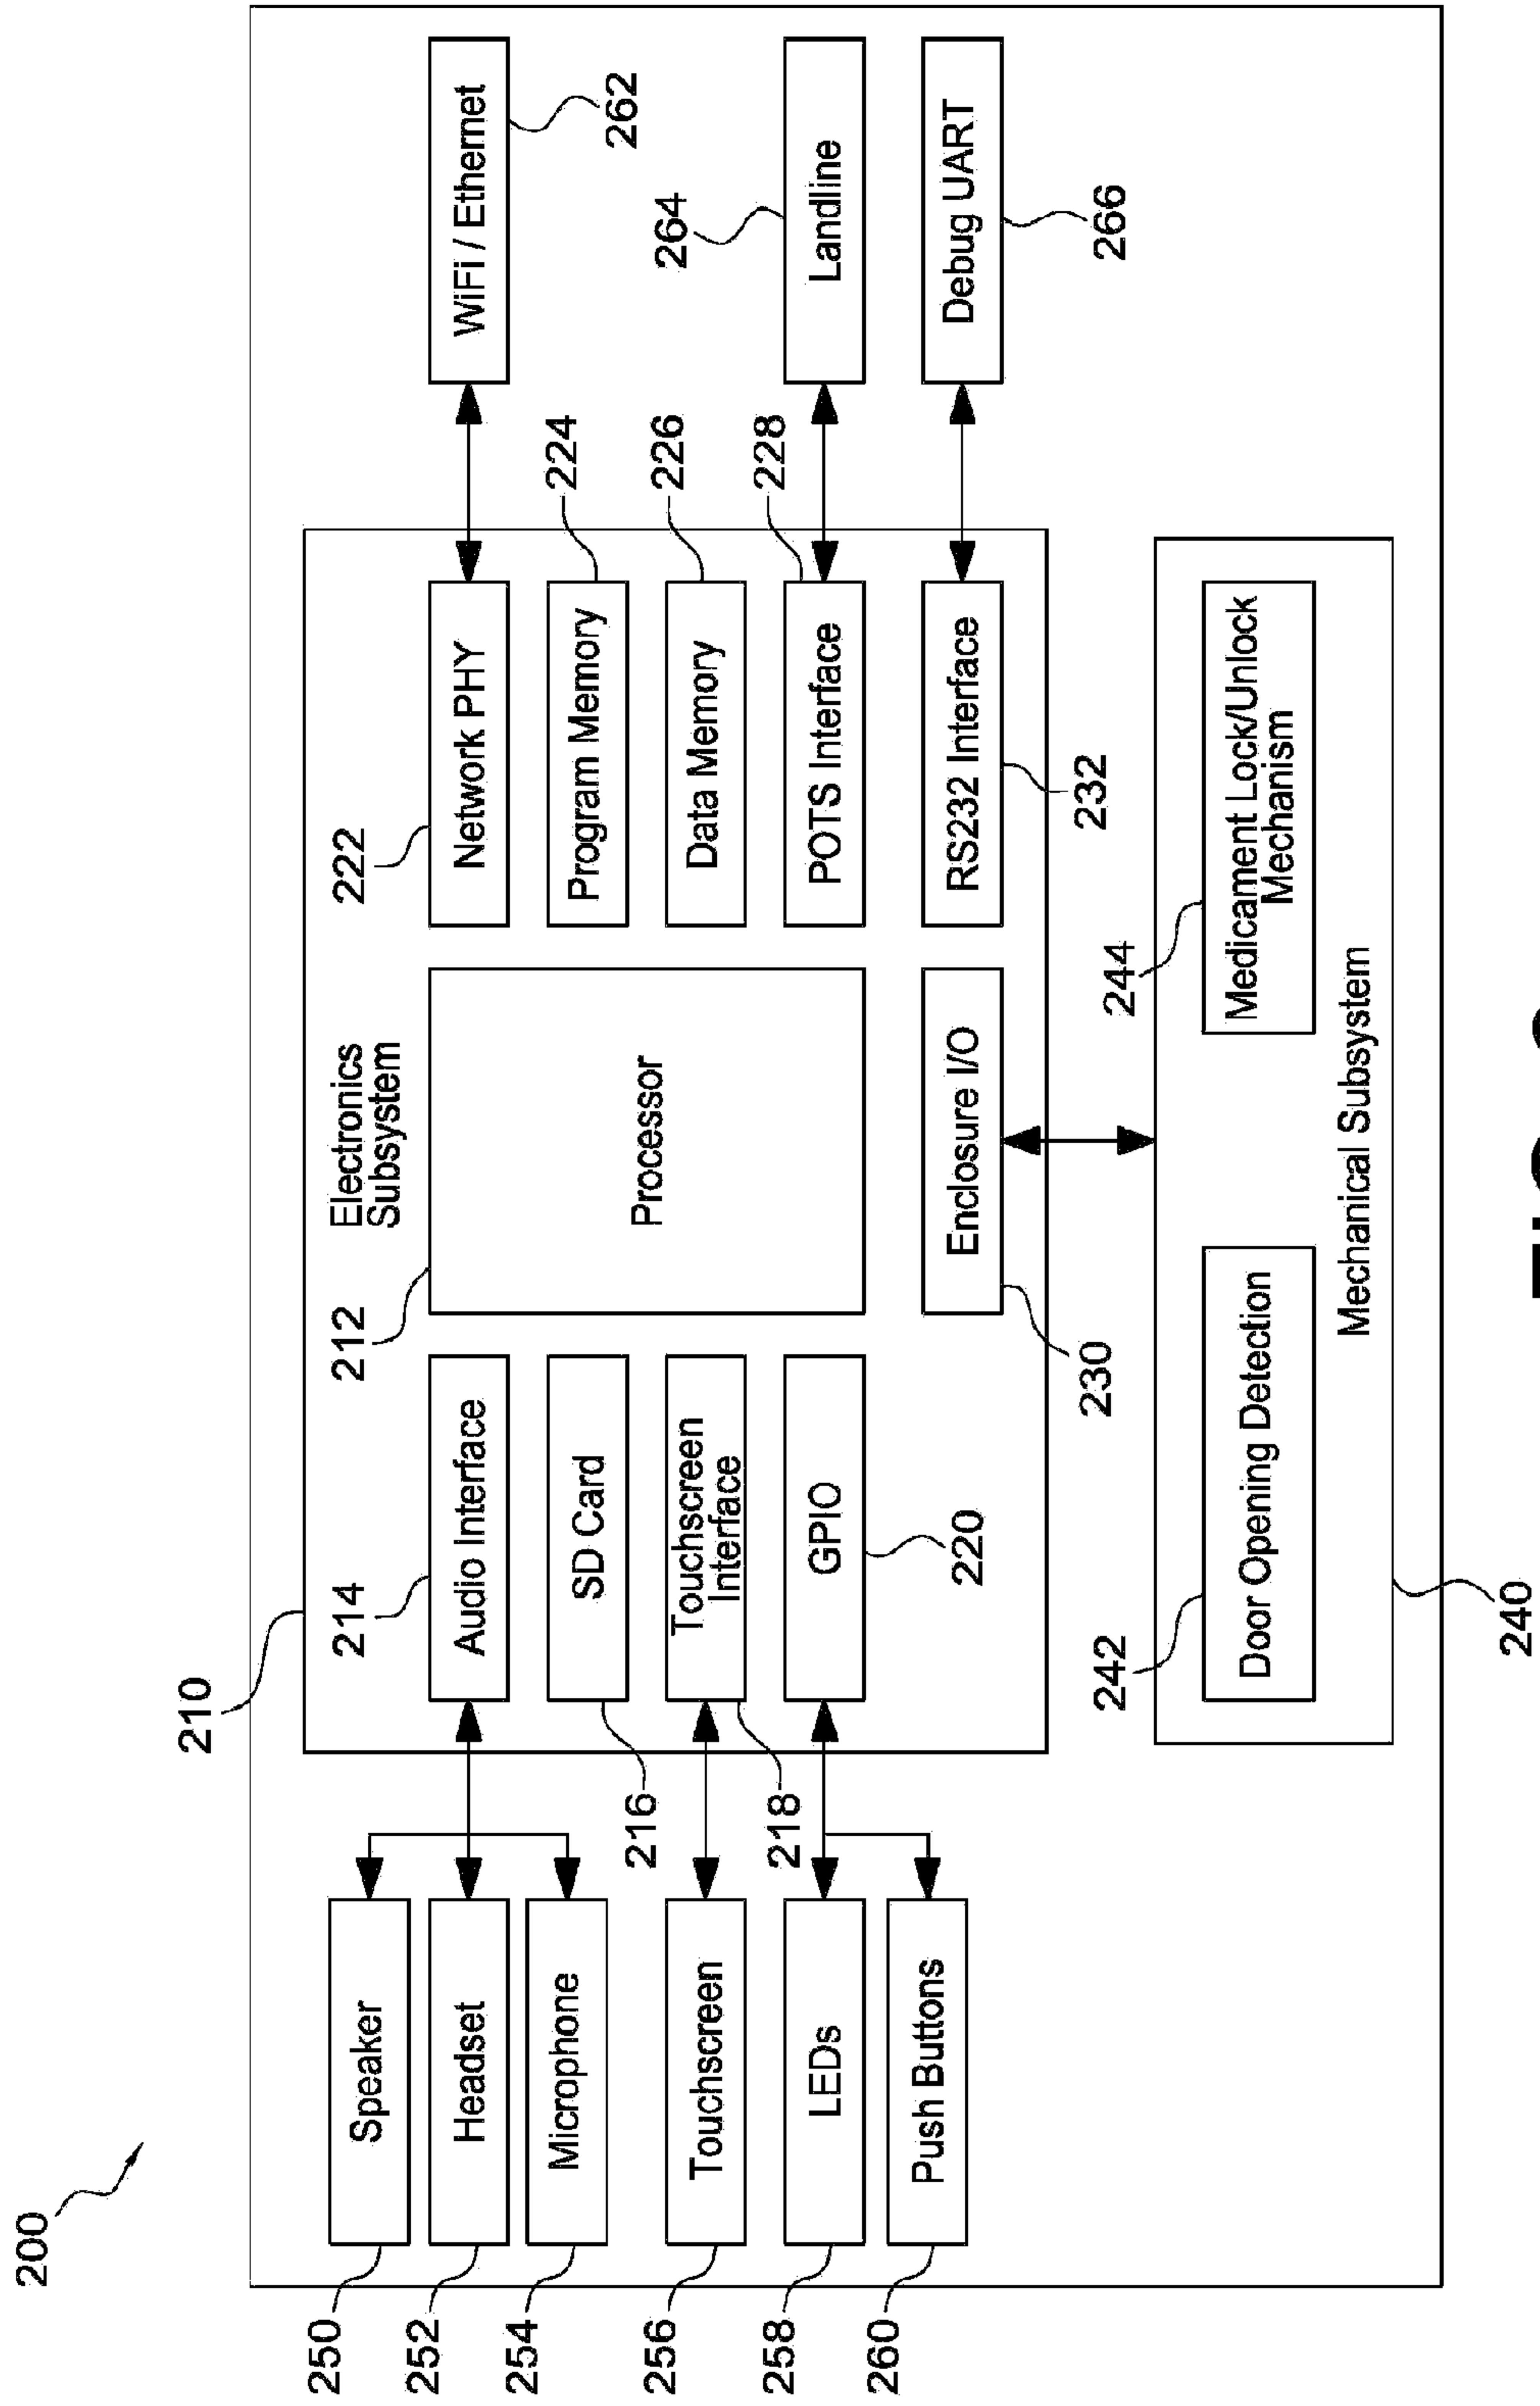 200
210
Electronics
Subsystem
212
Processor
214
Audio Interface
216
SD Card
218
Touchscreen
Interface
220
GPIO
222
Network PHY
224
Program Memory
226
Data Memory
228
POTS Interface
230
Enclosure I/O
232
RS232 Interface
250
Speaker
252
Headset
254
Microphone
256
Touchscreen
258
LEDs
260
Push Buttons
262
WiFi / Ethernet
264
Landline
266
Debug UART
240
Mechanical Subsystem
242
Door Opening Detection
244
Medicament Lock/Unlock
Mechanism